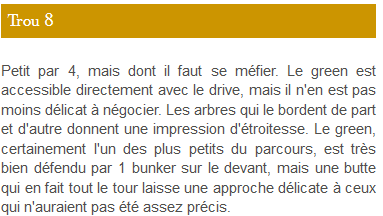 Trou 8
Petit par 4, mais dont il faut se méfier. Le green est
accessible directement avec le drive, mais il n'en est pas
moins délicat à négocier. Les arbres qui le bordent de part
et d'autre donnent une impression d'étroitesse. Le green,
certainement l'un des plus petits du parcours, est très
bien défendu par 1 bunker sur le devant, mais une butte
qui en fait tout le tour laisse une approche délicate à ceux
qui n'auraient pas été assez précis.